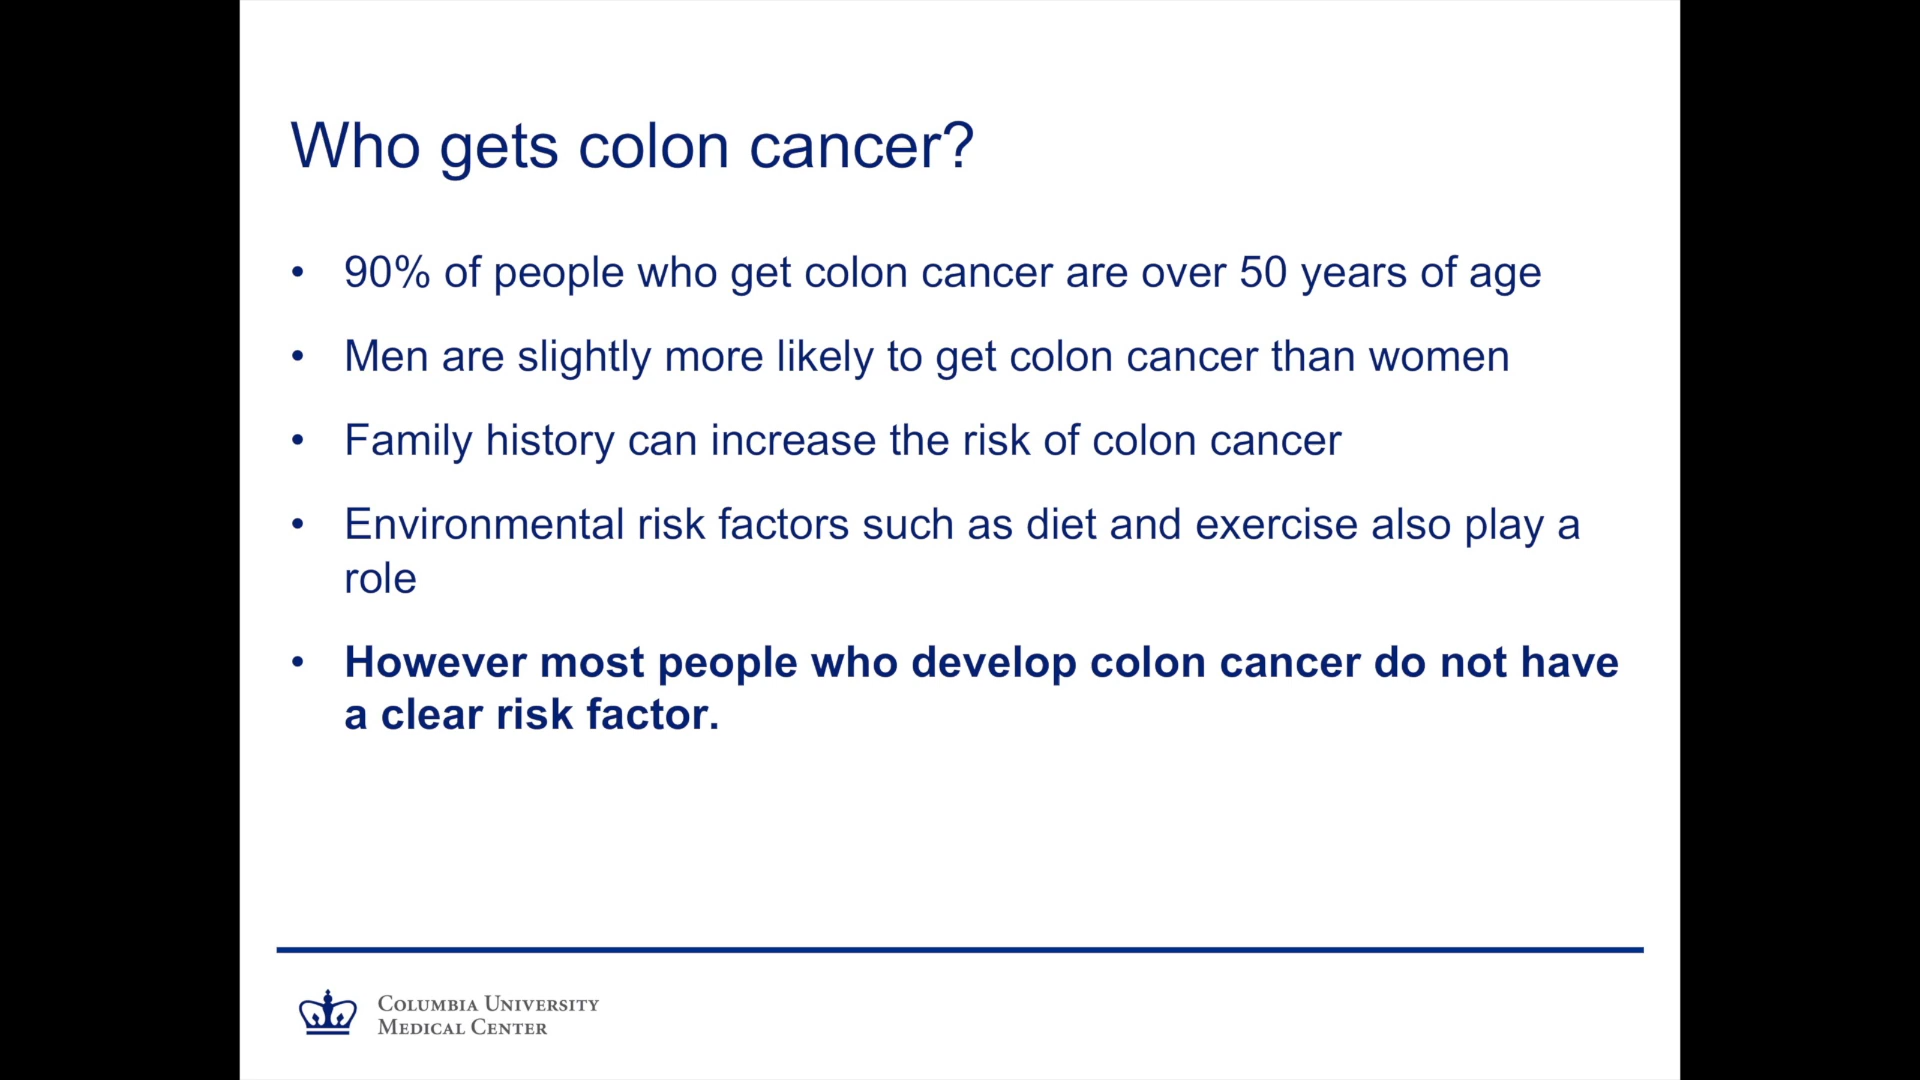 Who gets colon cancer?
• 90% of people who get colon cancer are over 50 years of age
• Men are slightly more likely to get colon cancer than women
• Family history can increase the risk of colon cancer
• Environmental risk factors such as diet and exercise also play a
role
• However most people who develop colon cancer do not have
a clear risk factor.
COLUMBIA UNIVERSITY
MEDICAL CENTER